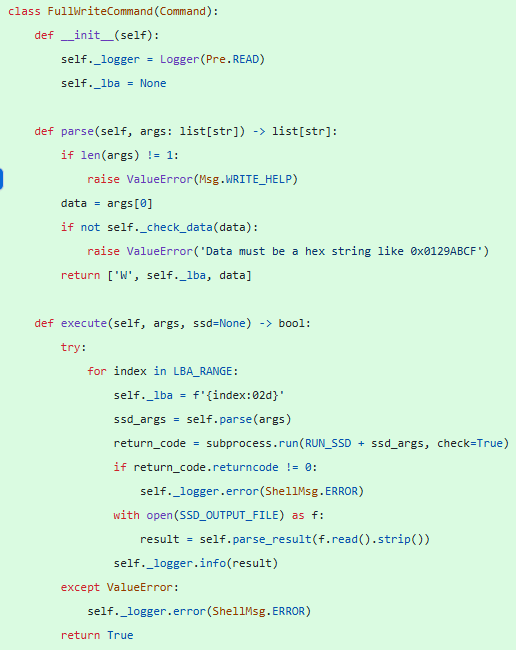 class FullWriteCommand(Command):
    def __init__(self):
        self._logger = Logger(Pre.READ)
        self._lba = None

    def parse(self, args: list[str]) -> list[str]:
        if len(args) != 1:
            raise ValueError(Msg.WRITE_HELP)
        data = args[0]
        if not self._check_data(data):
            raise ValueError('Data must be a hex string like 0x0129ABCF')
        return ['W', self._lba, data]

    def execute(self, args, ssd=None) -> bool:
        try:
            for index in LBA_RANGE:
                self._lba = f'{index:02d}'
                ssd_args = self.parse(args)
                return_code = subprocess.run(RUN_SSD + ssd_args, check=True)
                if return_code.returncode != 0:
                    self._logger.error(ShellMsg.ERROR)
                with open(SSD_OUTPUT_FILE) as f:
                    result = self.parse_result(f.read().strip())
                self._logger.info(result)
        except ValueError:
            self._logger.error(ShellMsg.ERROR)
        return True